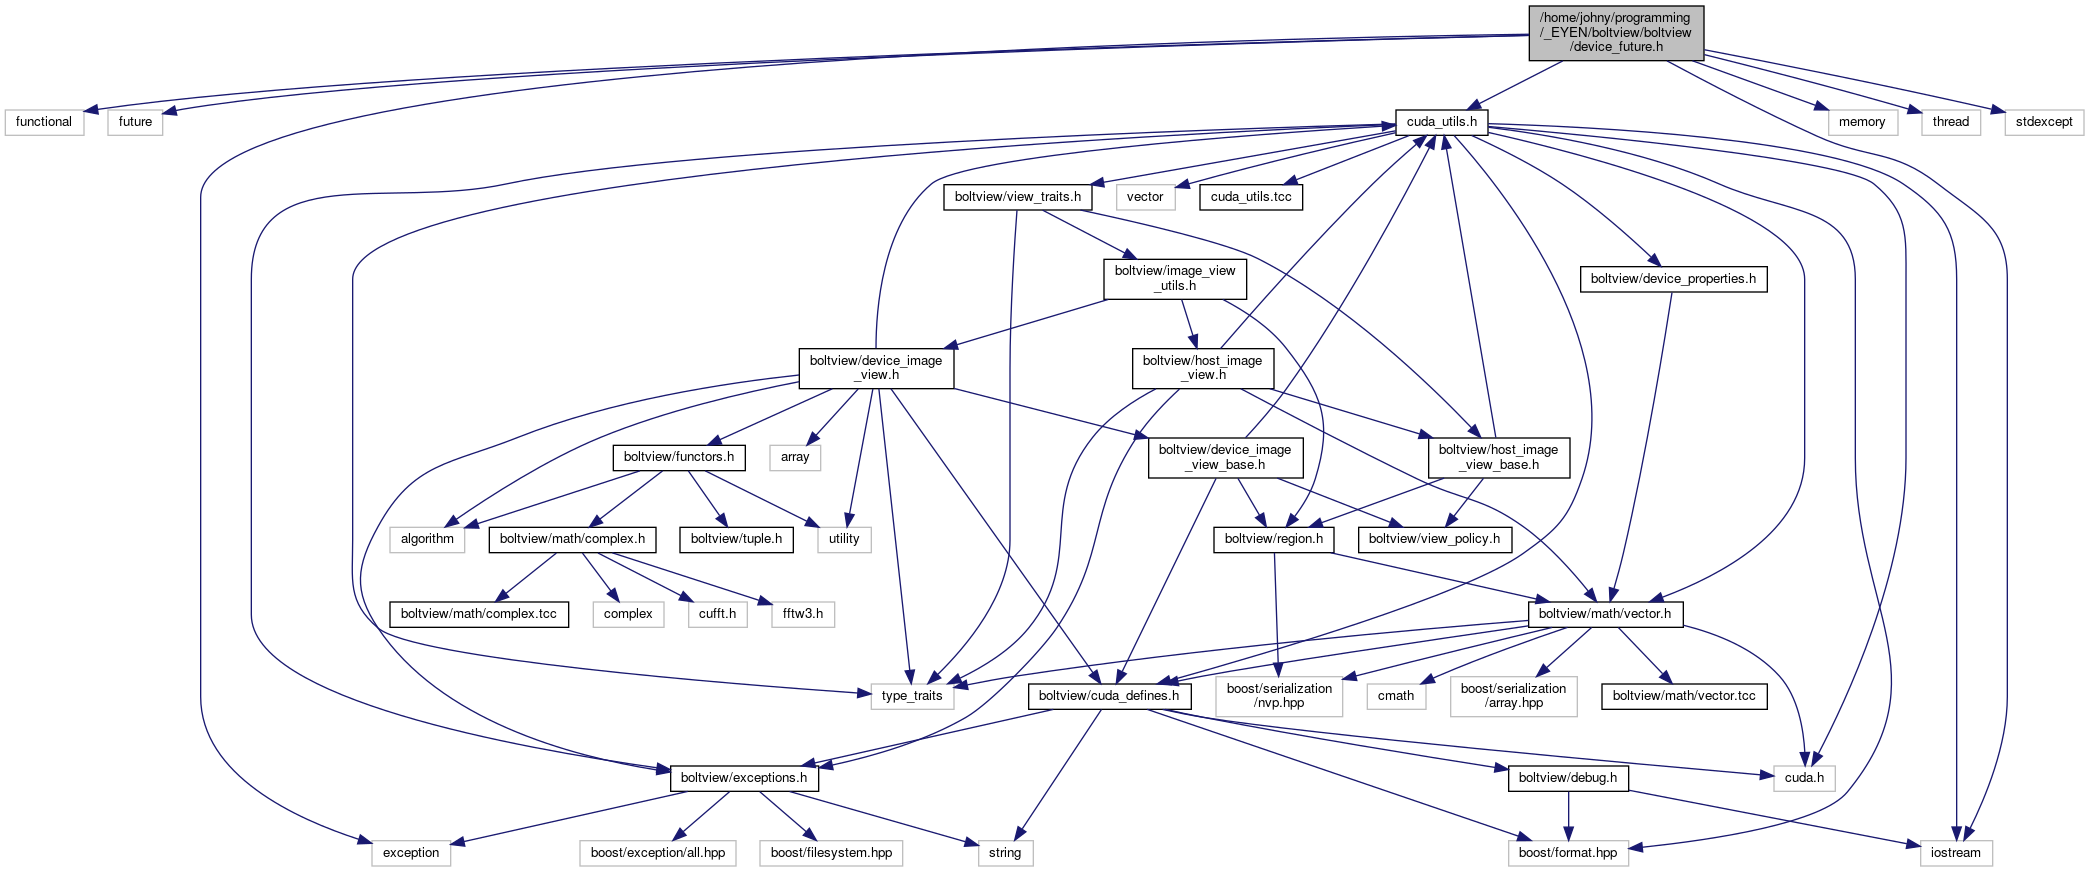 /home/johny/programming
/_EYEN/boltview/boltview
/device_future.h
functional
future
cuda_utils.h
memory
thread
stdexcept
boltview/view_traits.h
vector
cuda_utils.tcc
boltview/image_view
_utils.h
boltview/device_properties.h
boltview/device_image
_view.h
boltview/host_image
_view.h
boltview/functors.h
array
boltview/device_image
_view_base.h
boltview/host_image
_view_base.h
algorithm
boltview/math/complex.h
boltview/tuple.h
utility
boltview/region.h
boltview/view_policy.h
boltview/math/complex.tcc
complex
cufft.h
fftw3.h
boltview/math/vector.h
type_traits
boltview/cuda_defines.h
boost/serialization
/nvp.hpp
cmath
boost/serialization
/array.hpp
boltview/math/vector.tcc
boltview/exceptions.h
boltview/debug.h
cuda.h
exception
boost/exception/all.hpp
boost/filesystem.hpp
string
boost/format.hpp
iostream